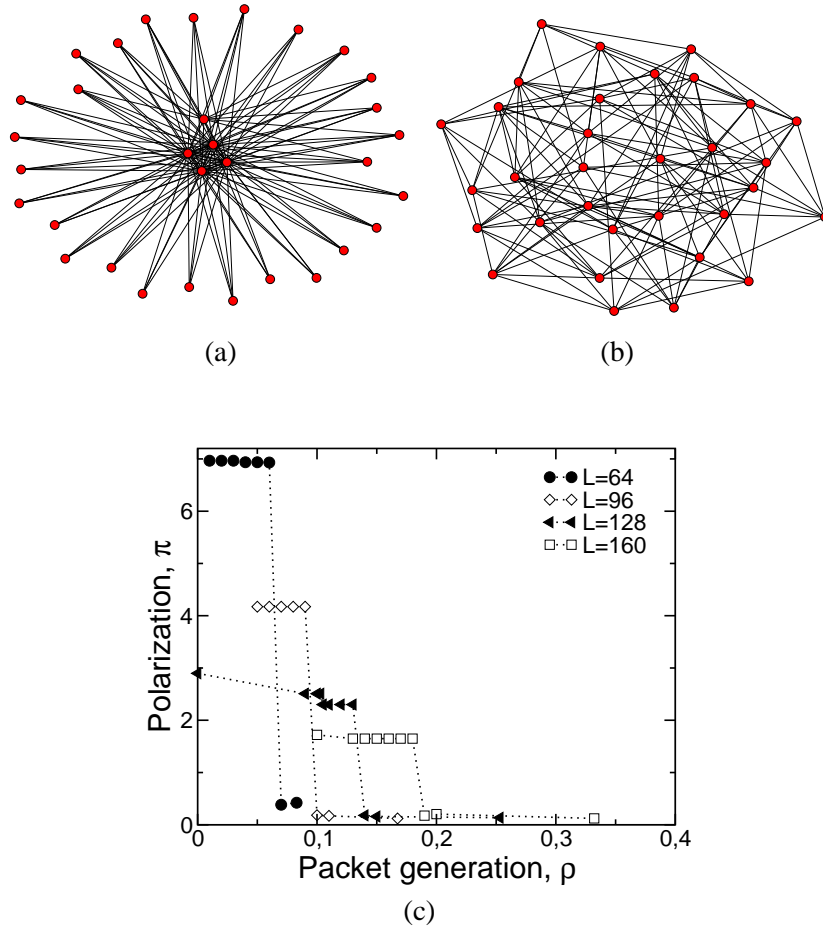 (a)
(b)
Polarization, π
6
4
2
0
L=64
L=96
L=128
L=160
0
0,1
0,2
0,3
0,4
Packet generation, ρ
(c)